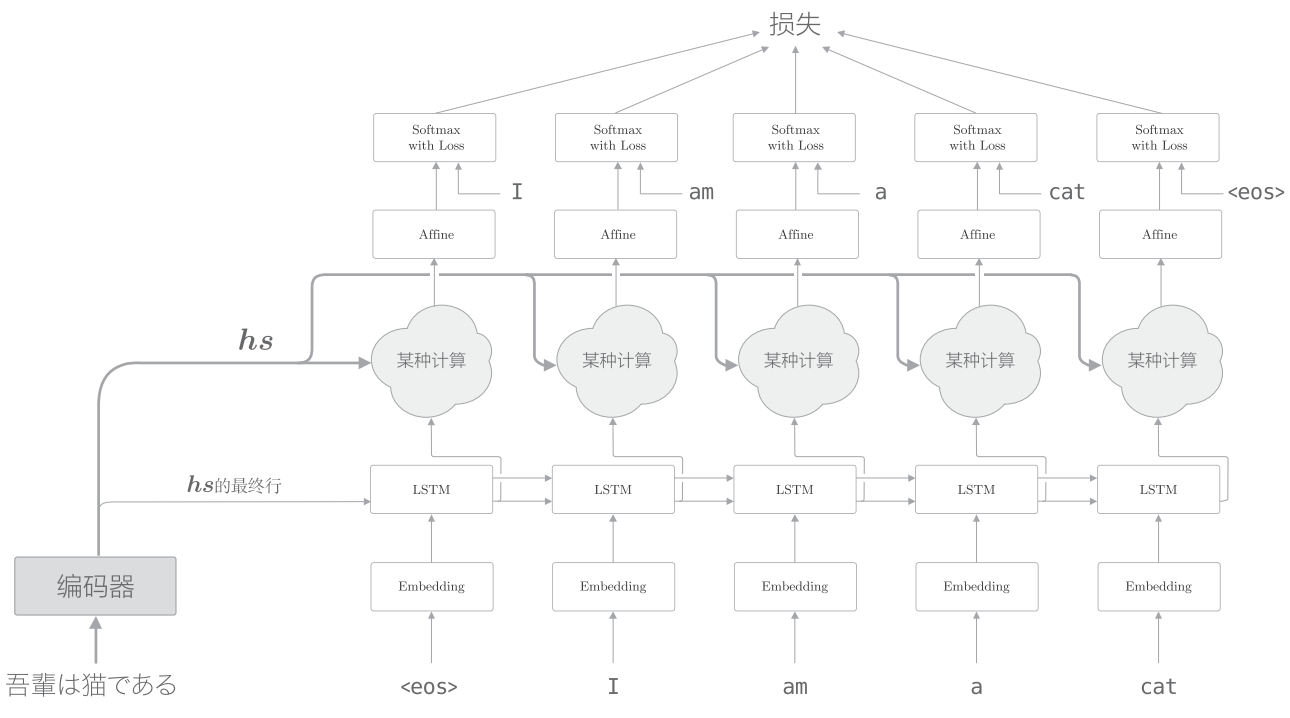 损失
Softmax
with Loss
Softmax
with Loss
Softmax
with Loss
Softmax
with Loss
Softmax
with Loss
I
am
a
cat
<eos>
Affine
Affine
Affine
Affine
Affine
hs
某种计算
某种计算
某种计算
某种计算
某种计算
hs的最终行
LSTM
LSTM
LSTM
LSTM
LSTM
编码器
Embedding
Embedding
Embedding
Embedding
Embedding
吾輩は猫である
<eos>
I
am
a
cat